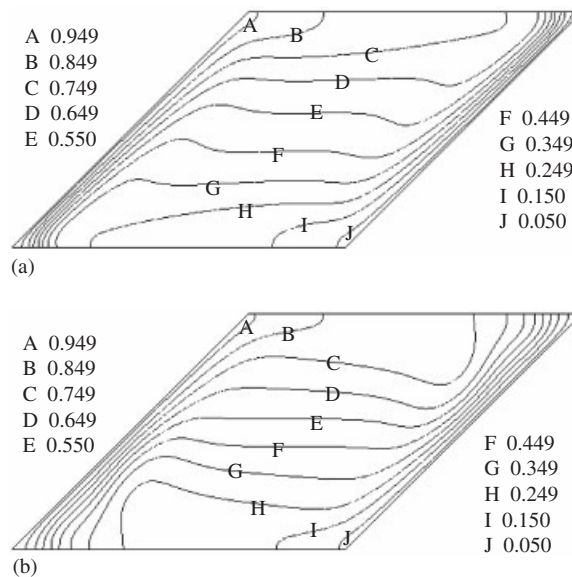 A 0.949
B 0.849
C 0.749
D 0.649
E 0.550
A
B
C
D
E
F
G
H
I
J
F 0.449
G 0.349
H 0.249
I 0.150
J 0.050
(a)
A 0.949
B 0.849
C 0.749
D 0.649
E 0.550
A
B
C
D
E
F
G
H
I
J
F 0.449
G 0.349
H 0.249
I 0.150
J 0.050
(b)